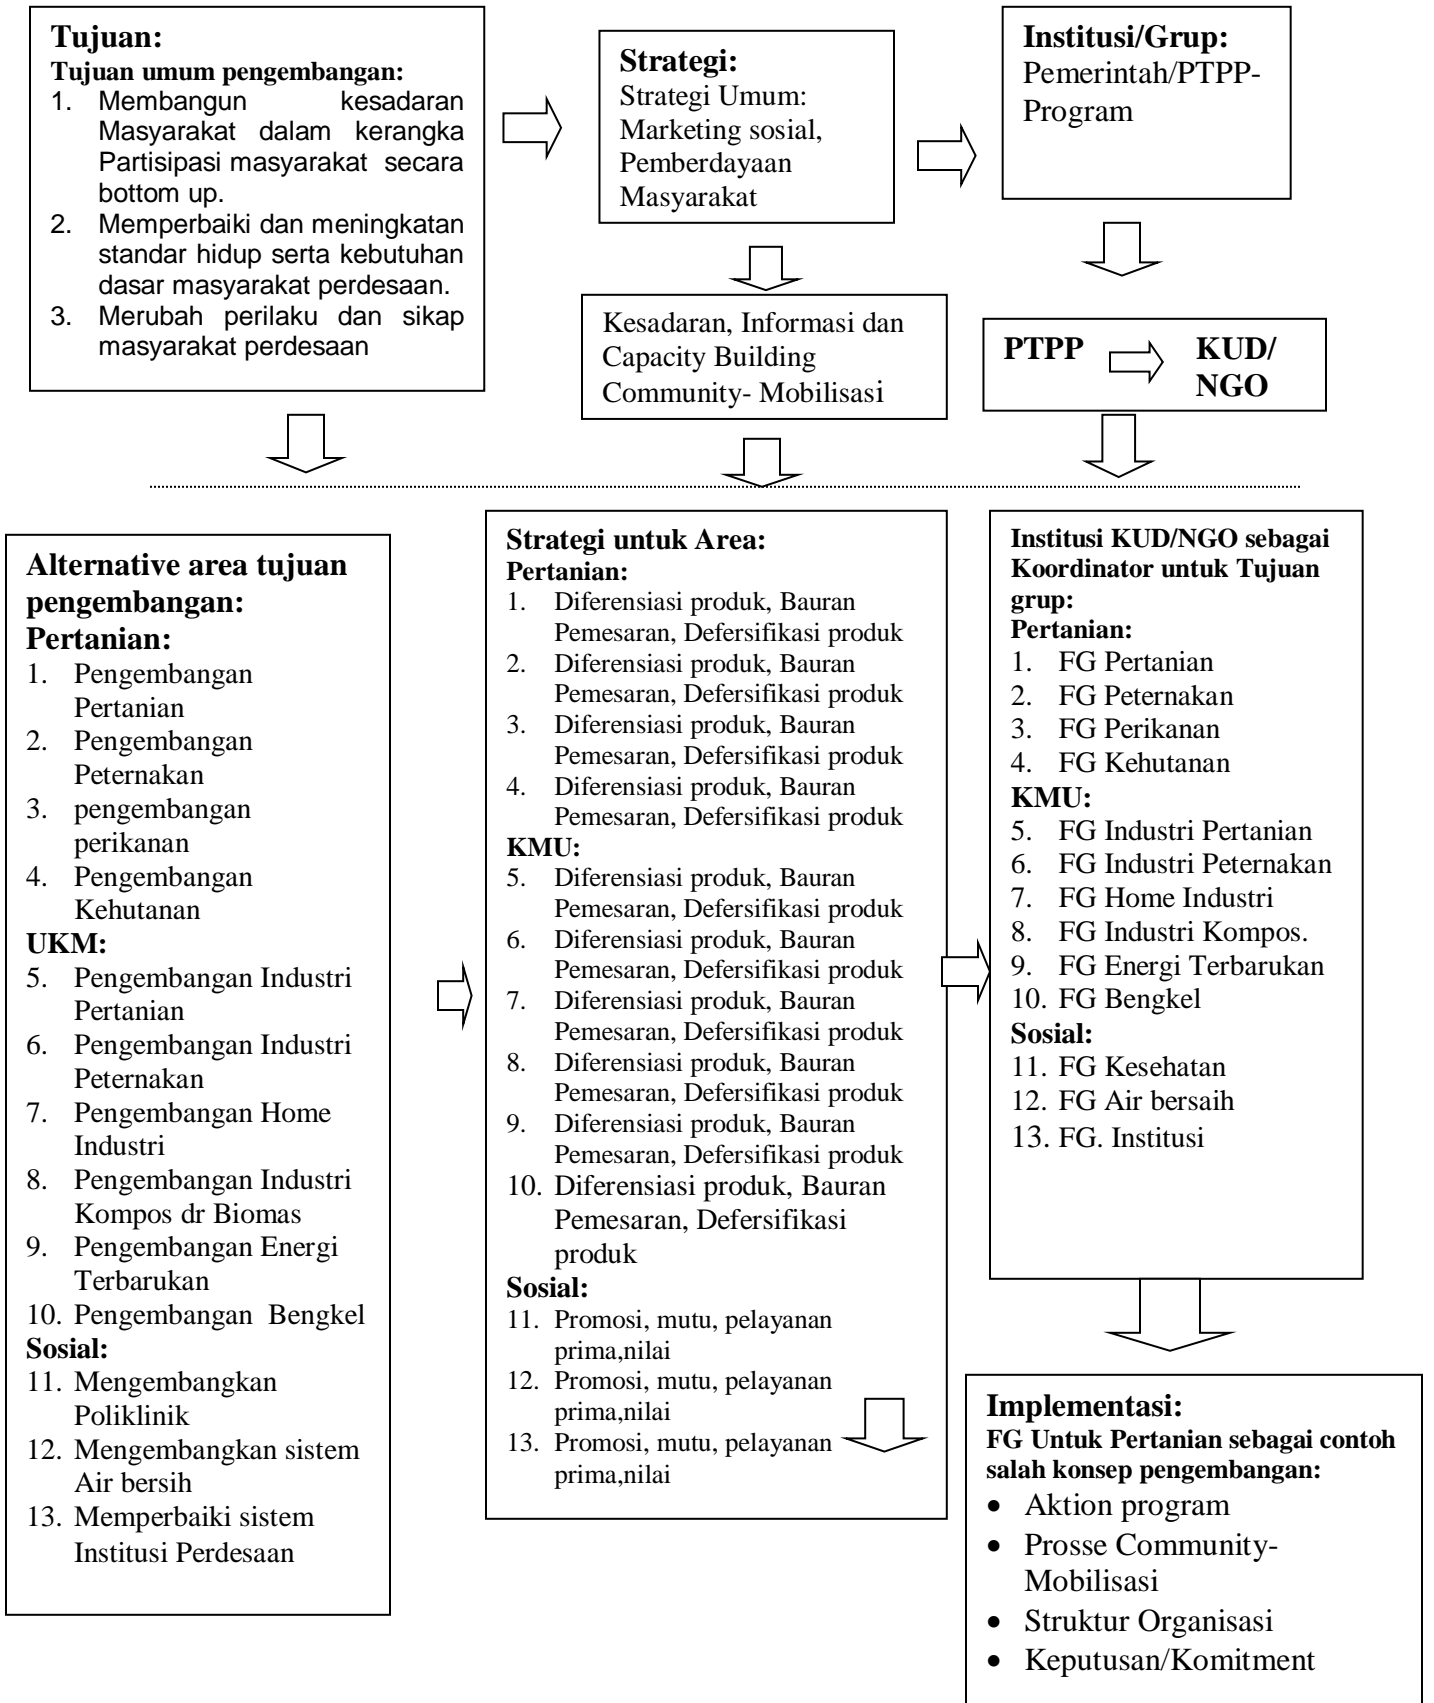 Tujuan:
Tujuan umum pengembangan:
1. Membangun kesadaran
Masyarakat dalam kerangka
Partisipasi masyarakat secara
bottom up.
2. Memperbaiki dan meningkatan
standar hidup serta kebutuhan
dasar masyarakat perdesaan.
3. Merubah perilaku dan sikap
masyarakat perdesaan
Strategi:
Strategi Umum:
Marketing sosial,
Pemberdayaan
Masyarakat
Institusi/Grup:
Pemerintah/PTPP-
Program
Kesadaran, Informasi dan
Capacity Building
Community- Mobilisasi
PTPP KUD/
NGO
Alternative area tujuan
pengembangan:
Pertanian:
1. Pengembangan
Pertanian
2. Pengembangan
Peternakan
3. pengembangan
perikanan
4. Pengembangan
Kehutanan
UKM:
5. Pengembangan Industri
Pertanian
6. Pengembangan Industri
Peternakan
7. Pengembangan Home
Industri
8. Pengembangan Industri
Kompos dr Biomas
9. Pengembangan Energi
Terbarukan
10. Pengembangan Bengkel
Sosial:
11. Mengembangkan
Poliklinik
12. Mengembangkan sistem
Air bersih
13. Memperbaiki sistem
Institusi Perdesaan
Strategi untuk Area:
Pertanian:
1. Diferensiasi produk, Bauran
Pemesaran, Defersifikasi produk
2. Diferensiasi produk, Bauran
Pemesaran, Defersifikasi produk
3. Diferensiasi produk, Bauran
Pemesaran, Defersifikasi produk
4. Diferensiasi produk, Bauran
Pemesaran, Defersifikasi produk
KMU:
5. Diferensiasi produk, Bauran
Pemesaran, Defersifikasi produk
6. Diferensiasi produk, Bauran
Pemesaran, Defersifikasi produk
7. Diferensiasi produk, Bauran
Pemesaran, Defersifikasi produk
8. Diferensiasi produk, Bauran
Pemesaran, Defersifikasi produk
9. Diferensiasi produk, Bauran
Pemesaran, Defersifikasi produk
10. Diferensiasi produk, Bauran
Pemesaran, Defersifikasi
produk
Sosial:
11. Promosi, mutu, pelayanan
prima,nilai
12. Promosi, mutu, pelayanan
prima,nilai
13. Promosi, mutu, pelayanan
prima,nilai
Institusi KUD/NGO sebagai
Koordinator untuk Tujuan
grup:
Pertanian:
1. FG Pertanian
2. FG Peternakan
3. FG Perikanan
4. FG Kehutanan
KMU:
5. FG Industri Pertanian
6. FG Industri Peternakan
7. FG Home Industri
8. FG Industri Kompos.
9. FG Energi Terbarukan
10. FG Bengkel
Sosial:
11. FG Kesehatan
12. FG Air bersaih
13. FG. Institusi
Implementasi:
FG Untuk Pertanian sebagai contoh
salah konsep pengembangan:
• Aktion program
• Prosse Community-
Mobilisasi
• Struktur Organisasi
• Keputusan/Komitment